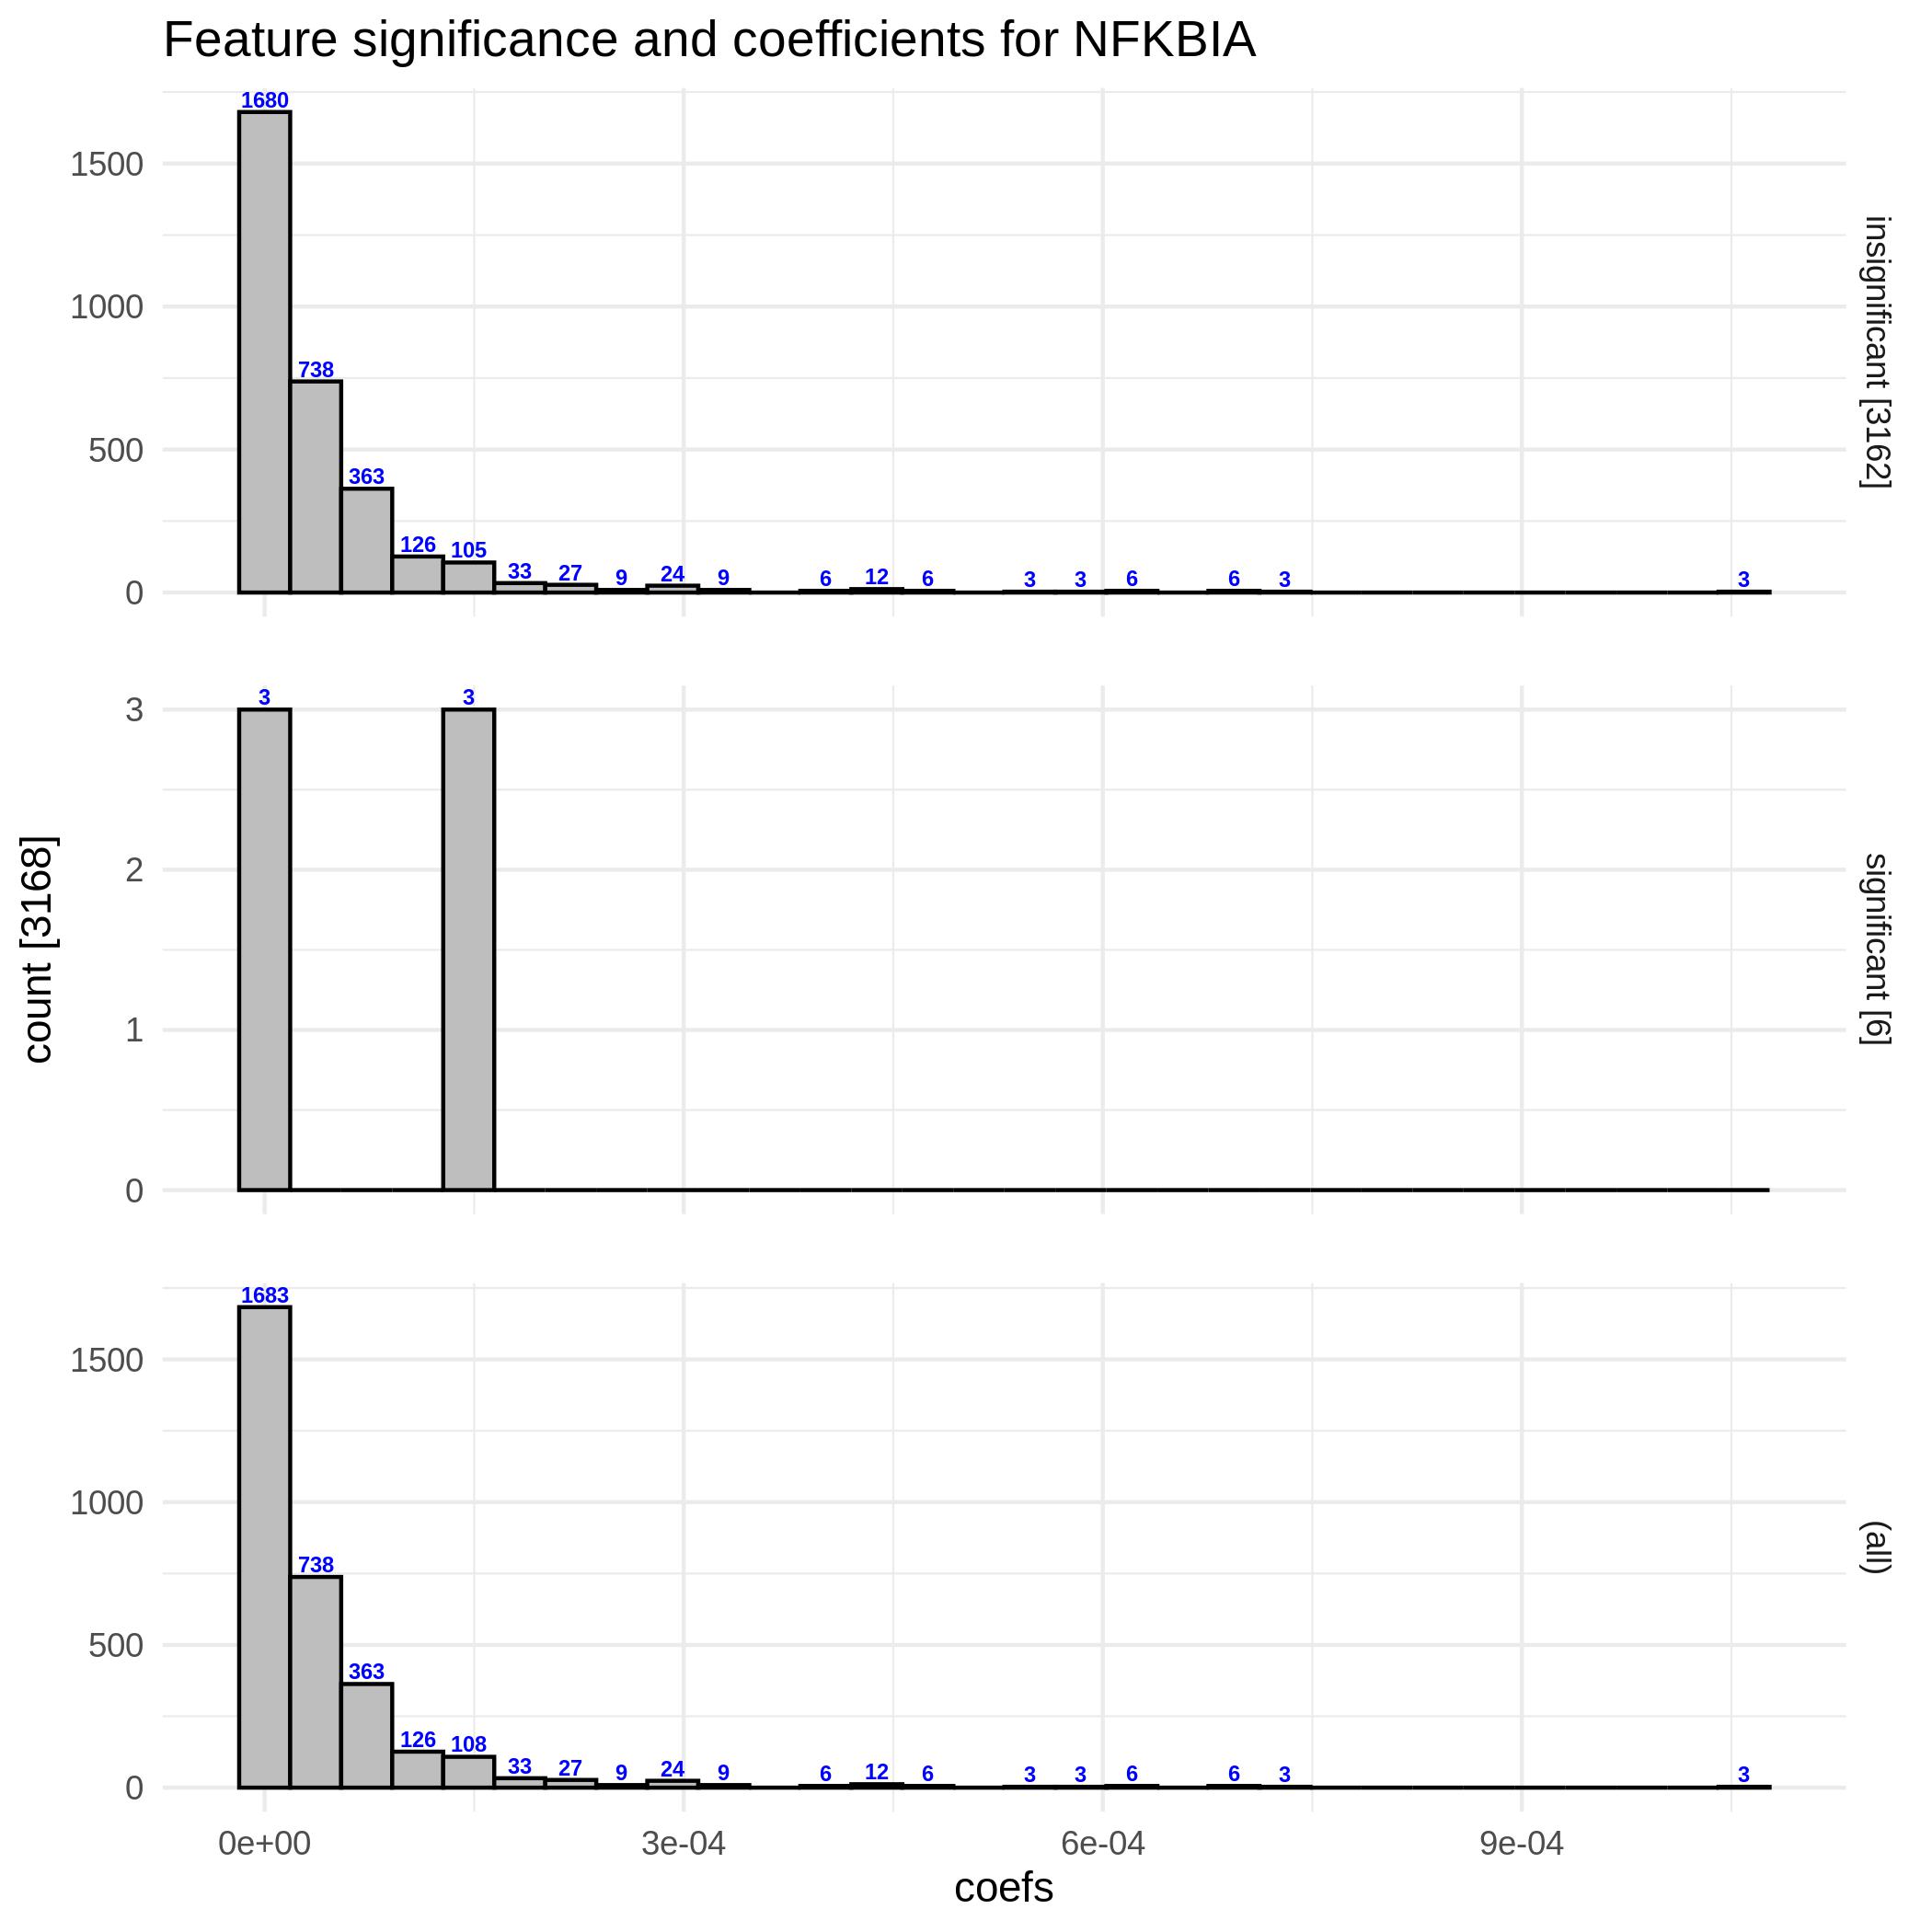 Feature significance and coefficients for NFKBIA
1680
1500
1000
738
500
363
126 105 33 27 9 24 9 6 12 6 3 3 6 6 3 3
0
insignificant [3162]
3 3
3
2
1
0
significant [6]
count [3168]
1683
1500
1000
738
500
363
126 108 33 27 9 24 9 6 12 6 3 3 6 6 3 3
0
(all)
0e+00 3e-04 6e-04 9e-04
coefs